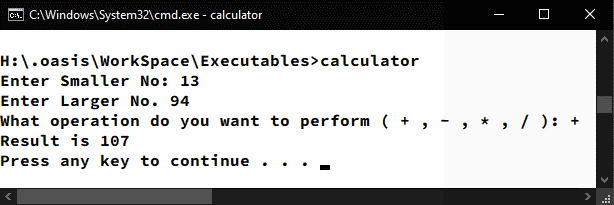 C:\Windows\System32\cmd.exe - calculator
H:\.oasis\WorkSpace\Executables>calculator
Enter Smaller No: 13
Enter Larger No. 94
What operation do you want to perform ( + , - , * , / ): +
Result is 107
Press any key to continue . . .